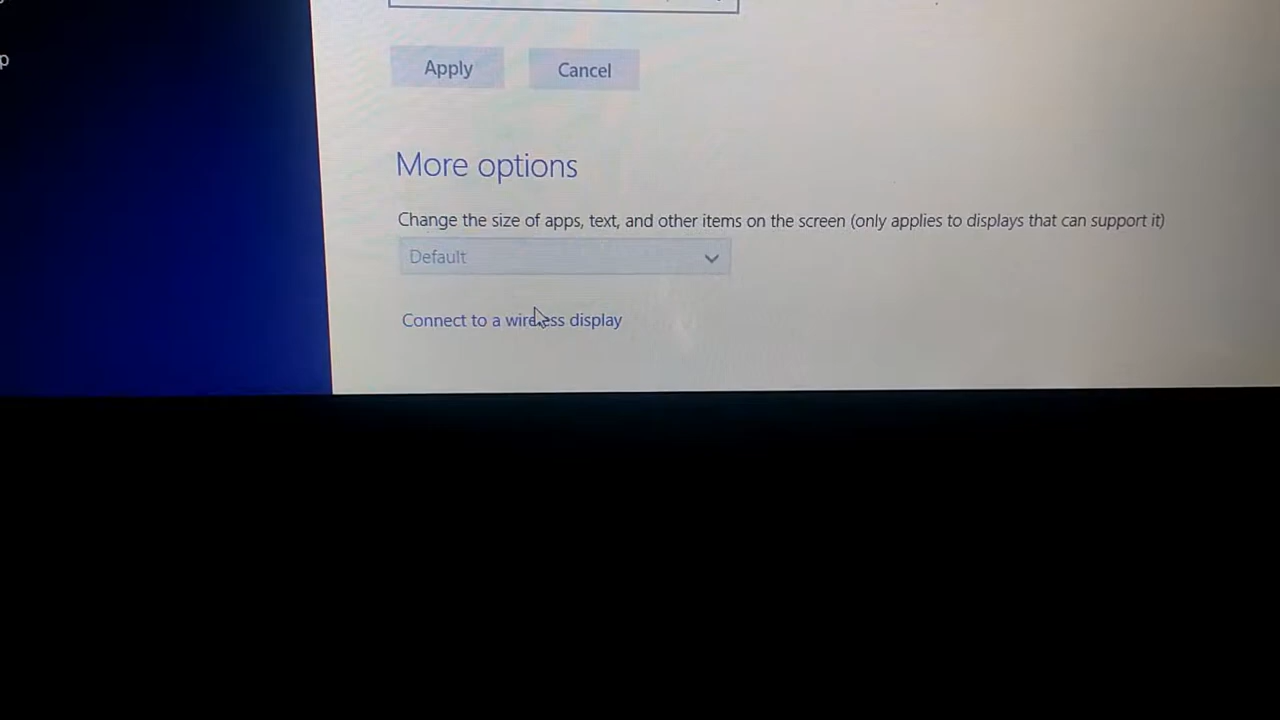 p
Apply
Cancel
More options
Change the size of apps, text, and other items on the screen (only applies to displays that can support it)
Default
Connect to a wireless display